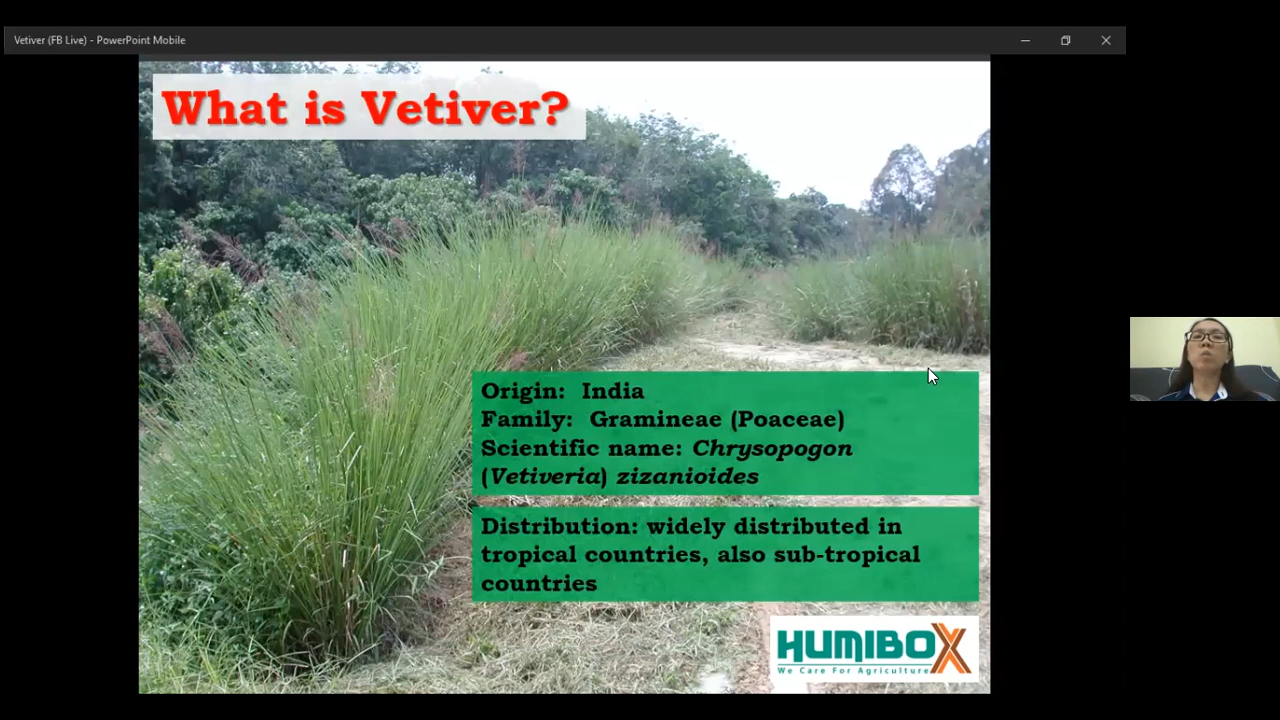 Vetiver (FB Live) - PowerPoint Mobile
What is Vetiver?
Origin: India
Family: Gramineae (Poaceae)
Scientific name: Chrysopogon
(Vetiveria) zizanioides
Distribution: widely distributed in
tropical countries, also sub-tropical
countries
HUMIBOX
We Care For Agriculture